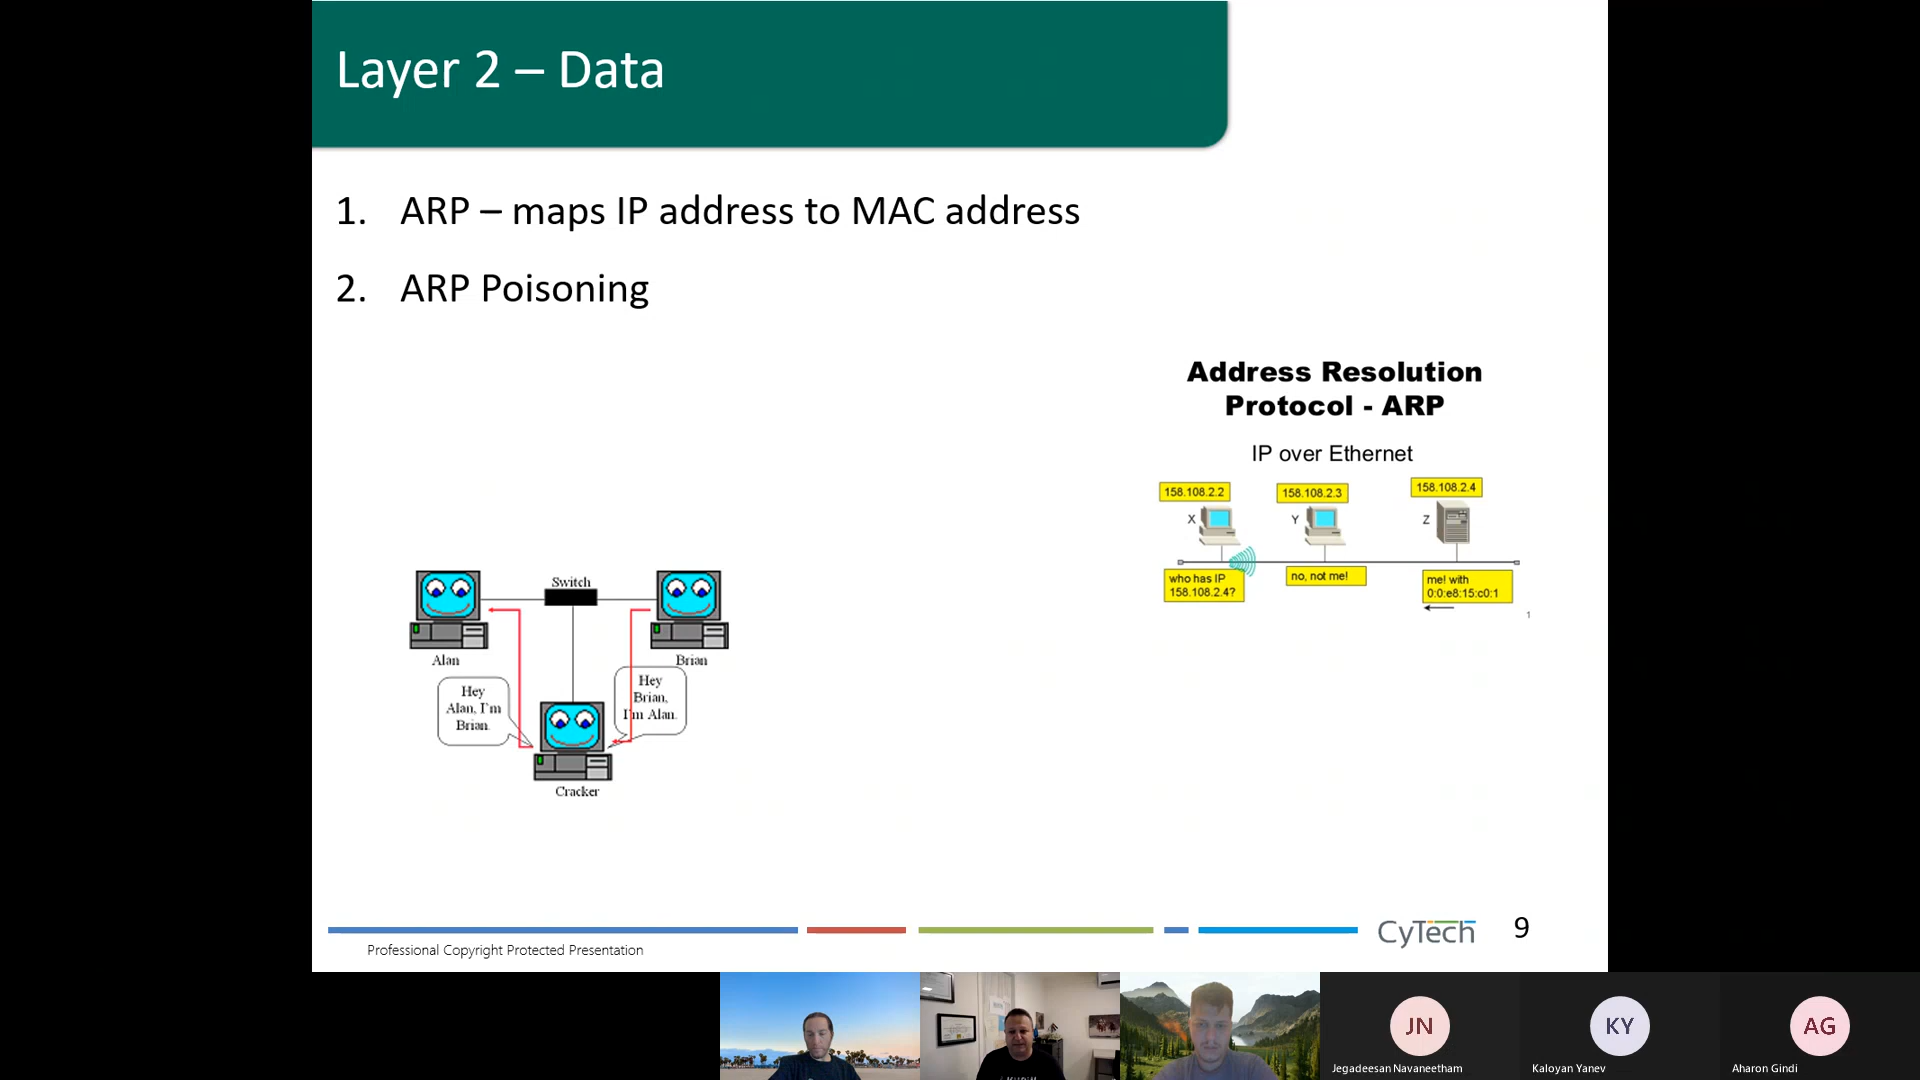 Layer 2 – Data
1. ARP – maps IP address to MAC address
2. ARP Poisoning
Address Resolution
Protocol - ARP
IP over Ethernet
158.108.2.2
158.108.2.3
158.108.2.4
X
Y
Z
who has IP
158.108.2.4?
no, not me!
me! with
0:0:e8:15:c0:1
1
Switch
Alan
Brian
Hey
Alan, I'm
Brian.
Hey
Brian,
I'm Alan.
Cracker
CyTech
9
Professional Copyright Protected Presentation
JN
Jegadeesan Navaneetham
KY
Kaloyan Yanev
AG
Aharon Gindi